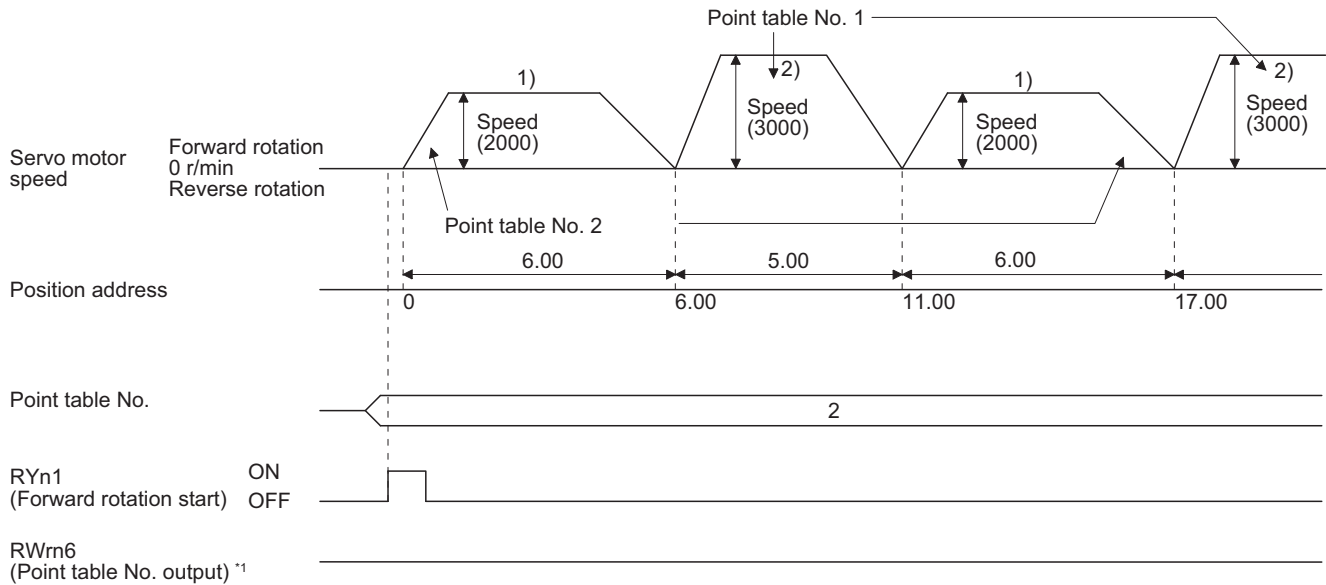 Point table No. 1
1)
2)
1)
2)
Speed
(2000)
Speed
(3000)
Speed
(2000)
Speed
(3000)
Servo motor
speed
Forward rotation
0 r/min
Reverse rotation
Point table No. 2
6.00
5.00
6.00
Position address
0
6.00
11.00
17.00
Point table No.
2
RYn1
(Forward rotation start)
ON
OFF
RWrn6
(Point table No. output) *1